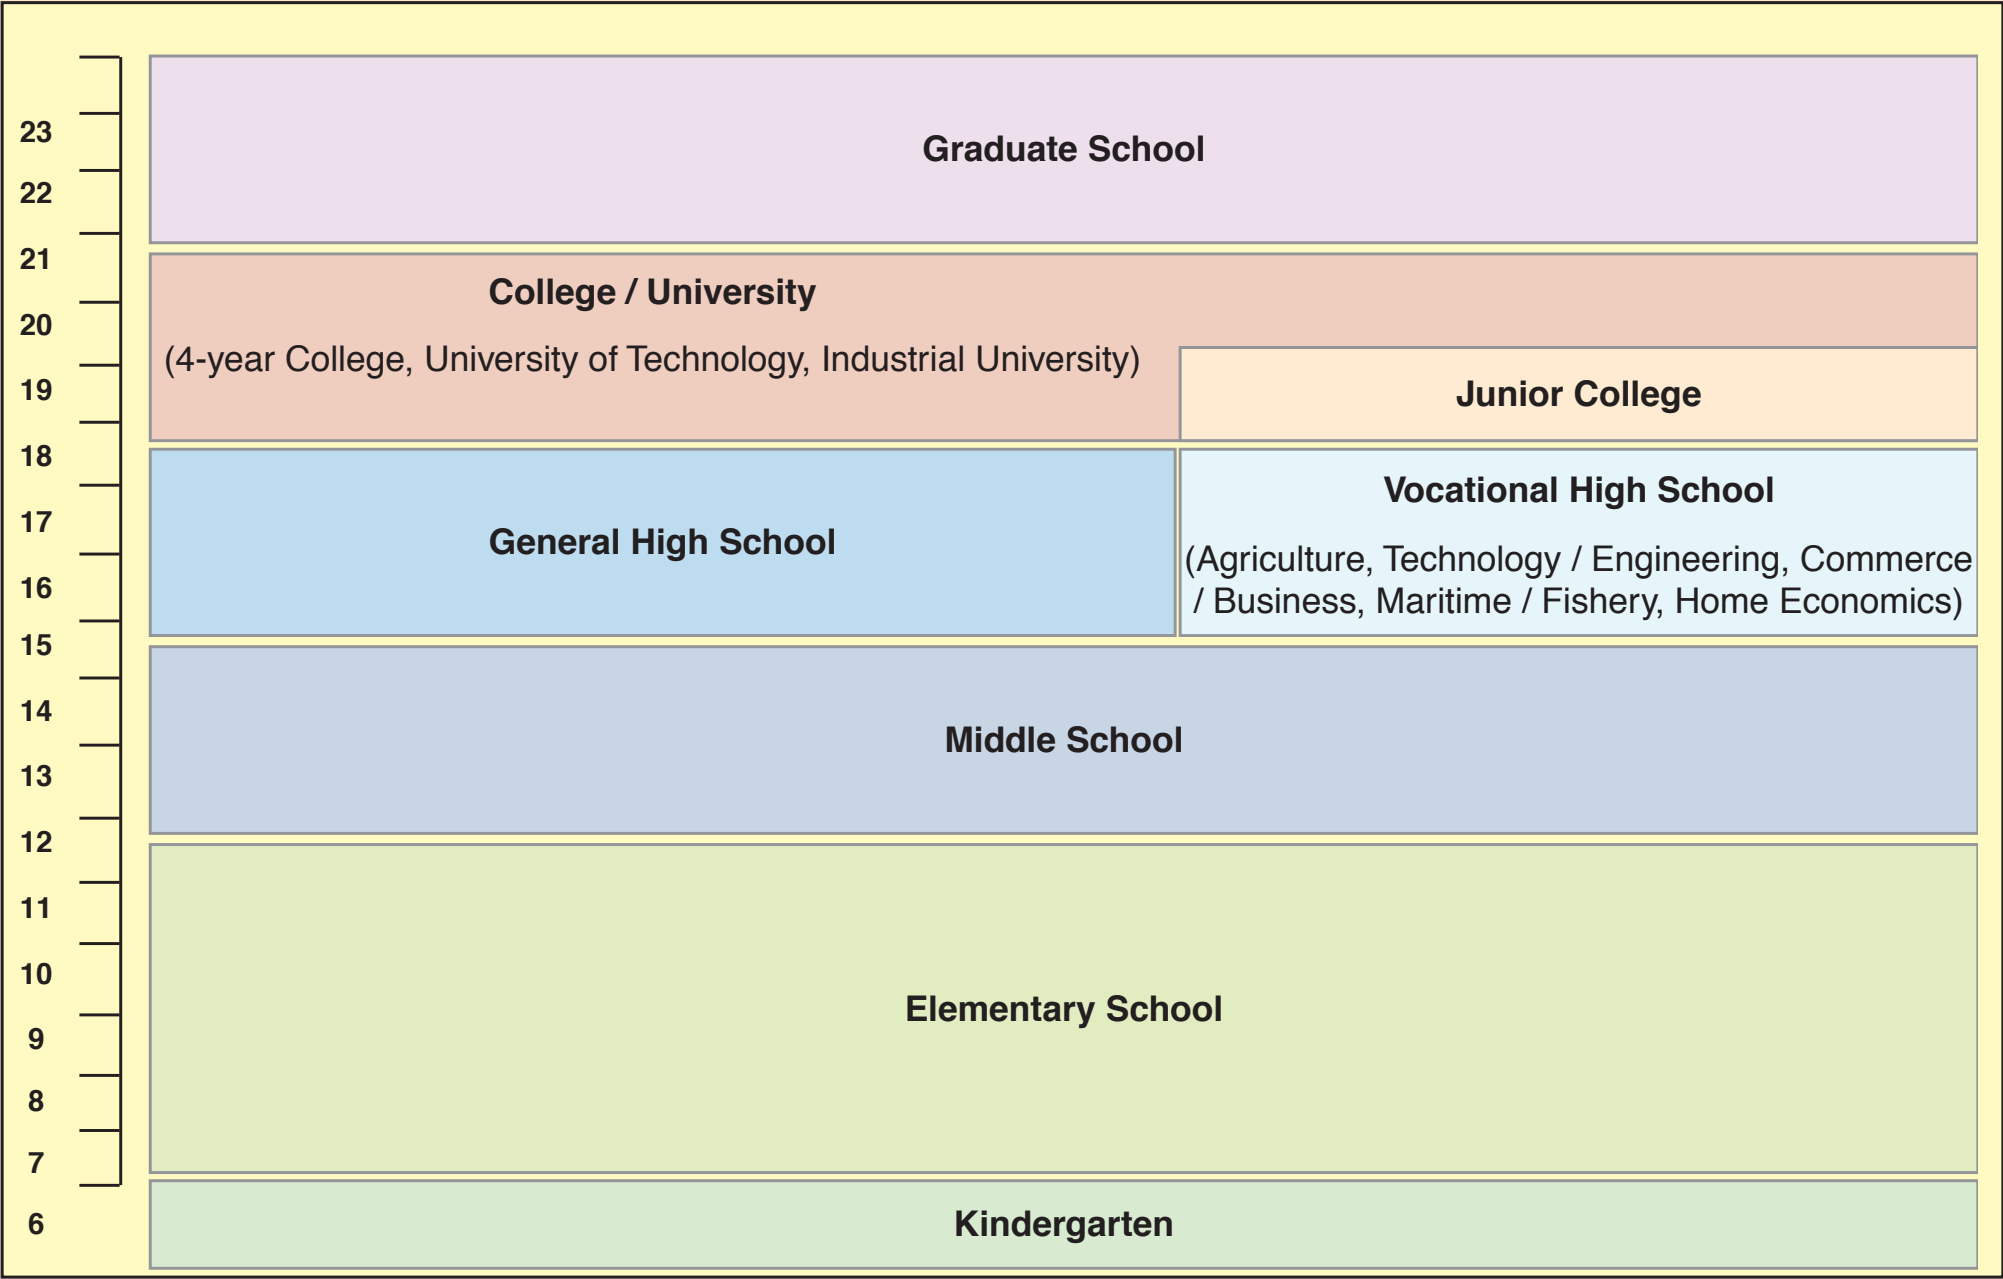 23
Graduate School
22
21
College / University
20
(4-year College, University of Technology, Industrial University)
19
Junior College
18
Vocational High School
17
General High School
(Agriculture, Technology / Engineering, Commerce
16
/ Business, Maritime / Fishery, Home Economics)
15
14
Middle School
13
12
11
10
Elementary School
9
8
7
6
Kindergarten